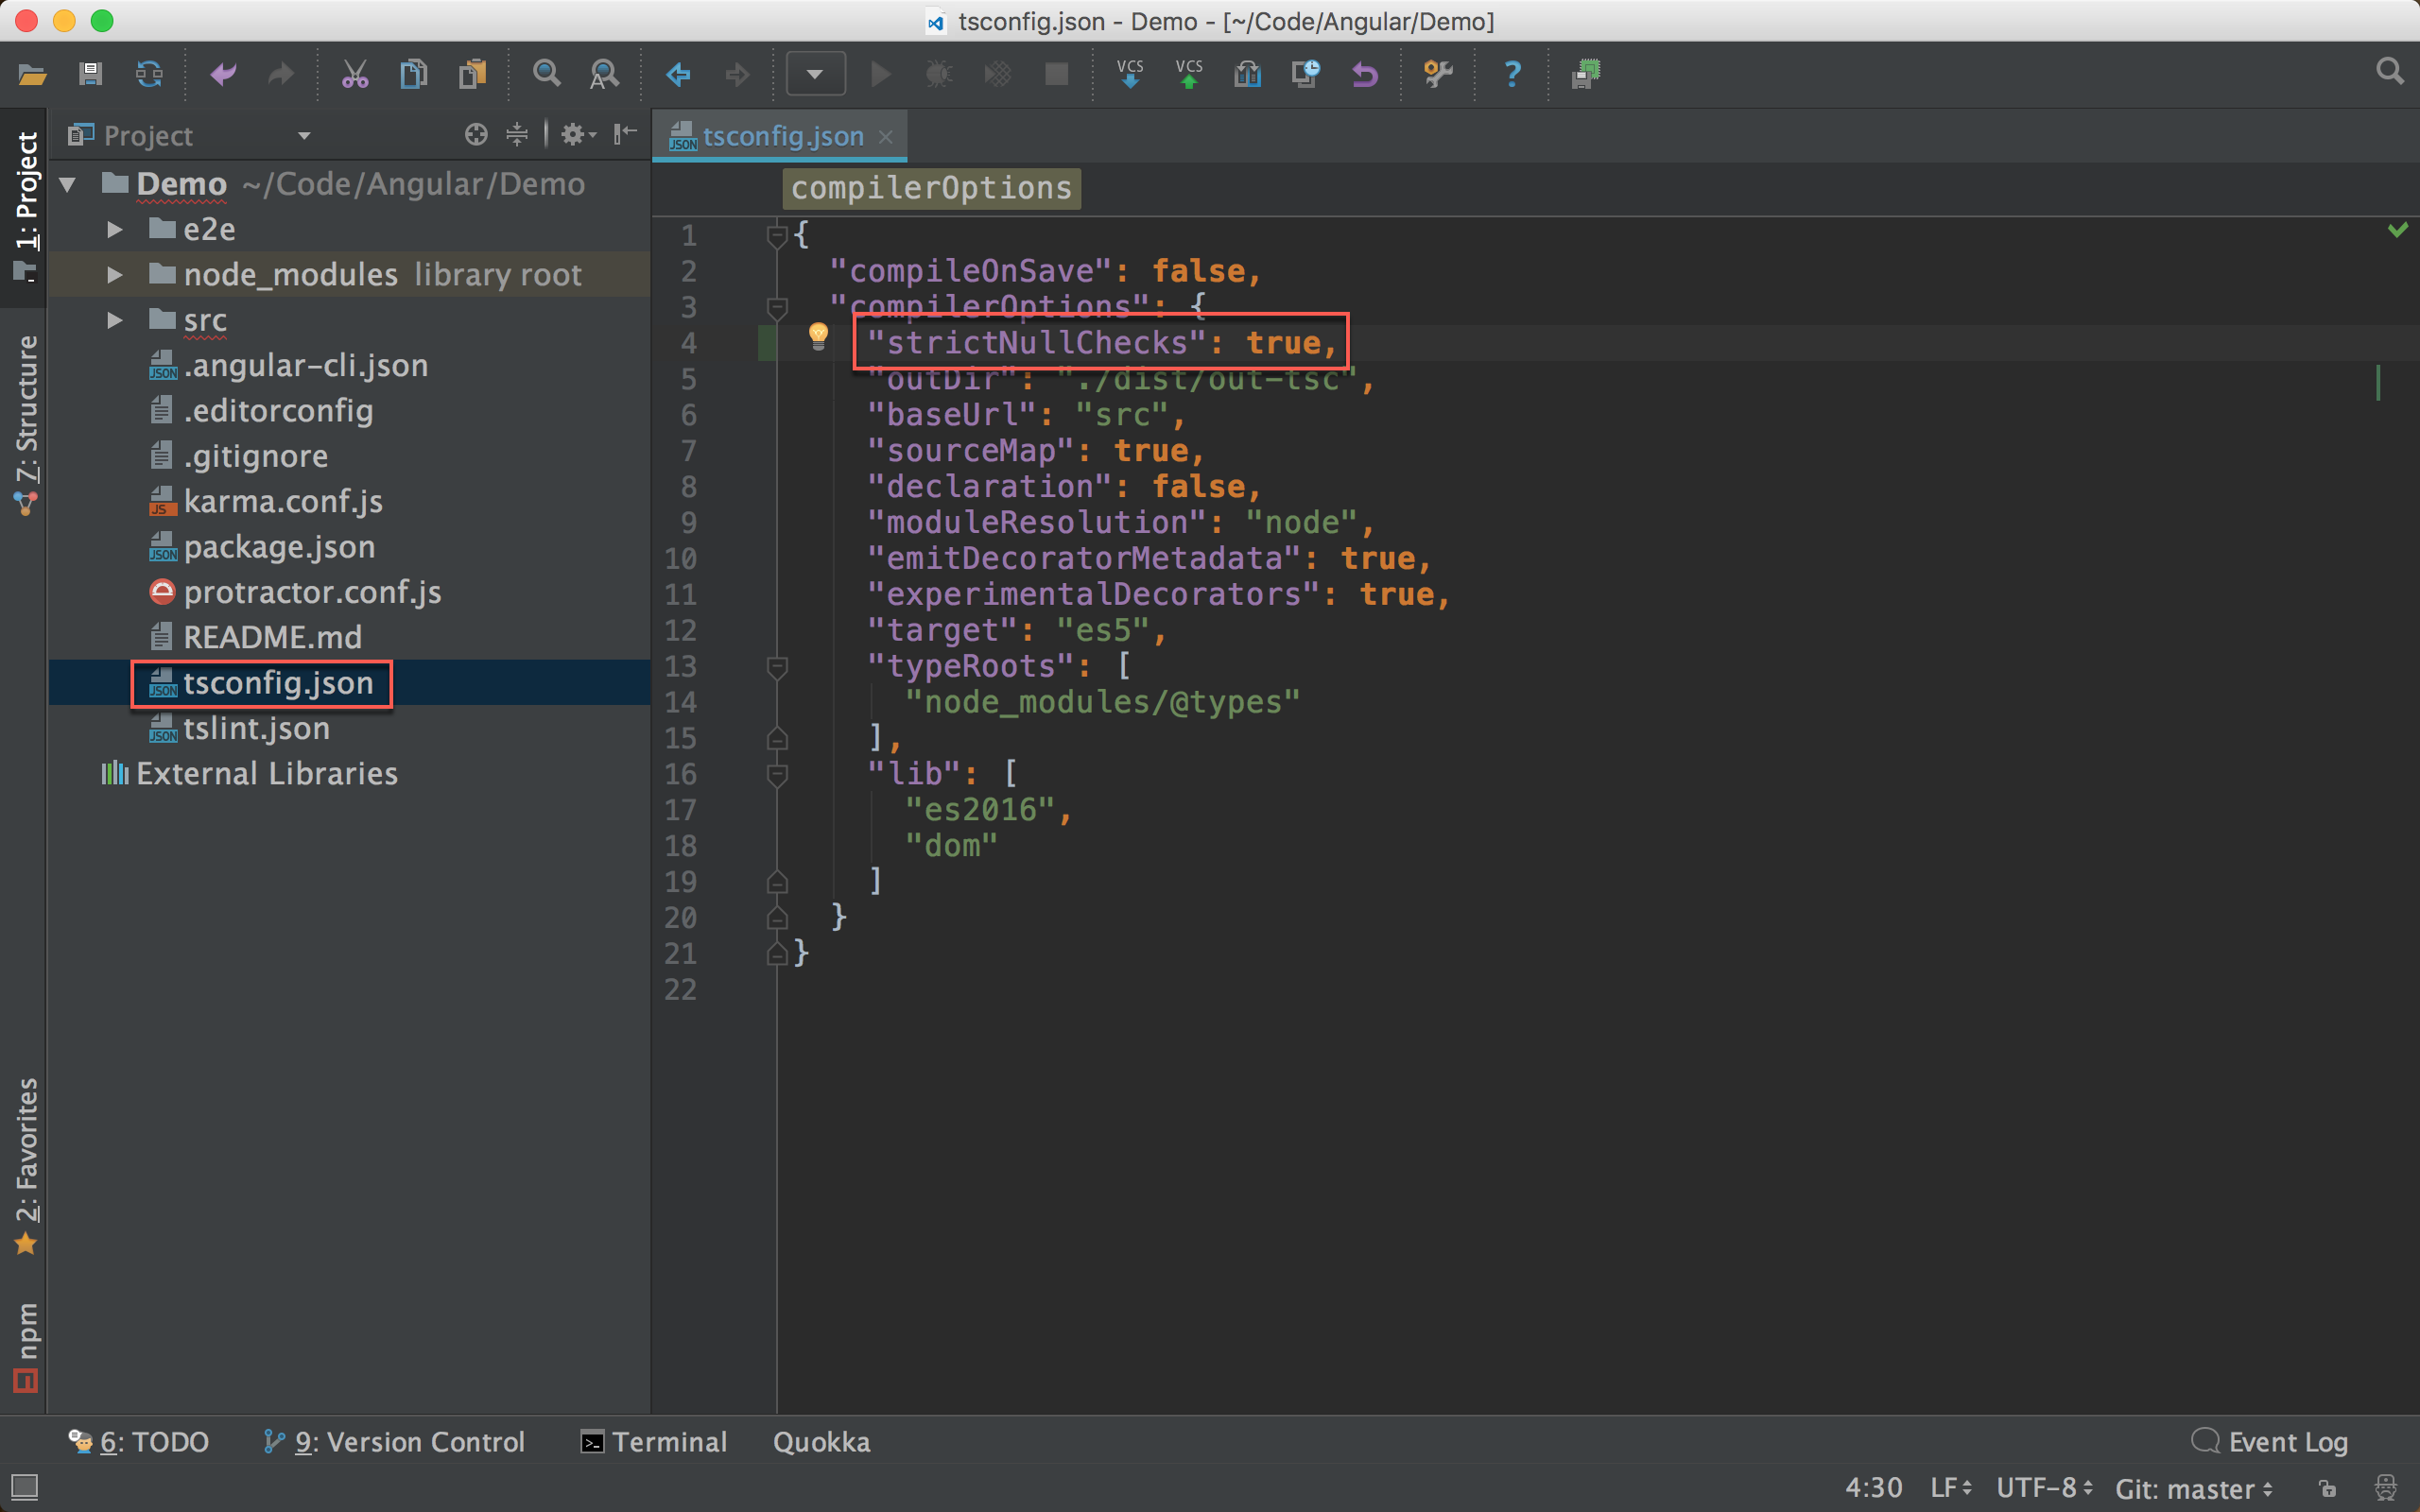 tsconfig.json - Demo - [~/Code/Angular/Demo]
VCS
VCS
?
1: Project
7: Structure
2: Favorites
npm
Project
Demo ~/Code/Angular/Demo
e2e
node_modules library root
src
JSON .angular-cli.json
.editorconfig
.gitignore
JS karma.conf.js
JSON package.json
protractor.conf.js
README.md
JSON tsconfig.json
JSON tslint.json
External Libraries
JSON tsconfig.json
compilerOptions
1 {
2 "compileOnSave": false,
3 "compilerOptions": {
4 "strictNullChecks": true,
5 "outDir": "./dist/out-tsc",
6 "baseUrl": "src",
7 "sourceMap": true,
8 "declaration": false,
9 "moduleResolution": "node",
10 "emitDecoratorMetadata": true,
11 "experimentalDecorators": true,
12 "target": "es5",
13 "typeRoots": [
14 "node_modules/@types"
15 ],
16 "lib": [
17 "es2016",
18 "dom"
19 ]
20 }
21 }
22
6: TODO
9: Version Control
Terminal
Quokka
Event Log
4:30 LF UTF-8 Git: master